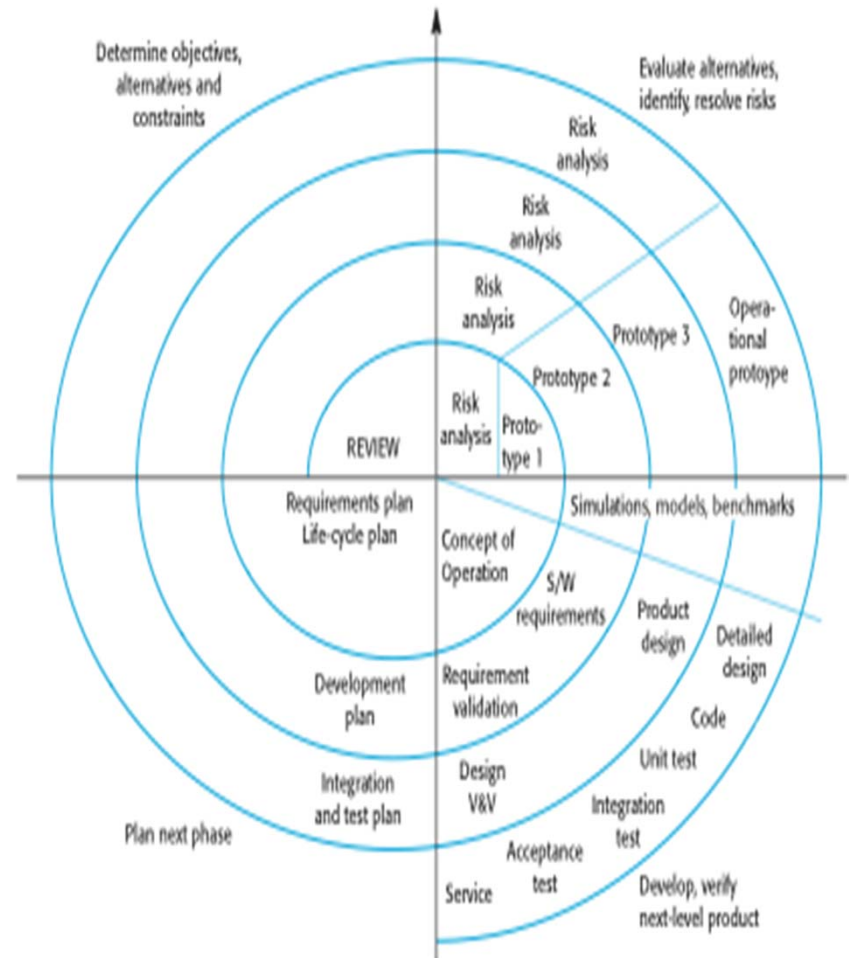 Determine objectives,
alternatives and
constraints
Evaluate alternatives,
identify, resolve risks
Risk
analysis
Risk
analysis
Risk
analysis
Risk
analysis
Proto-
type 1
Prototype 2
Prototype 3
Opera-
tional
protoype
REVIEW
Requirements plan
Life-cycle plan
Simulations, models, benchmarks
Concept of
Operation
S/W
requirements
Product
design
Detailed
design
Development
plan
Requirement
validation
Code
Unit test
Integration
and test plan
Design
V&V
Integration
test
Plan next phase
Acceptance
test
Service
Develop, verify
next-level product